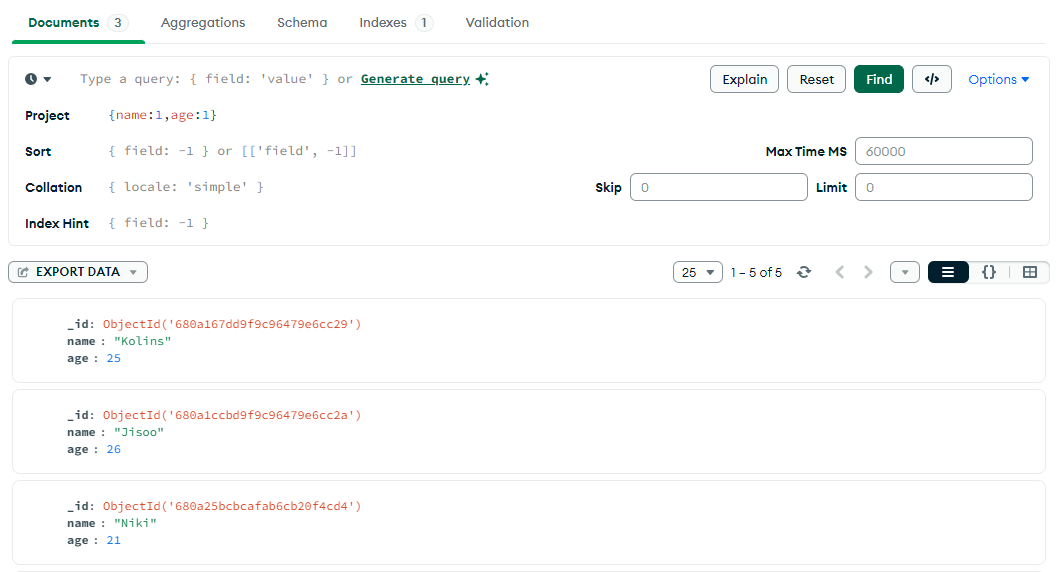 Documents 3 Aggregations Schema Indexes 1 Validation
Type a query: { field: 'value' } or Generate query Explain Reset Find </> Options
Project {name:1,age:1}
Sort { field: -1 } or [['field', -1]] Max Time MS 60000
Collation { locale: 'simple' } Skip 0 Limit 0
Index Hint { field: -1 }
EXPORT DATA 25 1 – 5 of 5 {}
_id: ObjectId('680a167dd9f9c96479e6cc29')
name : "Kolins"
age : 25
_id: ObjectId('680a1ccbd9f9c96479e6cc2a')
name : "Jisoo"
age : 26
_id: ObjectId('680a25bcbcafab6cb20f4cd4')
name : "Niki"
age : 21